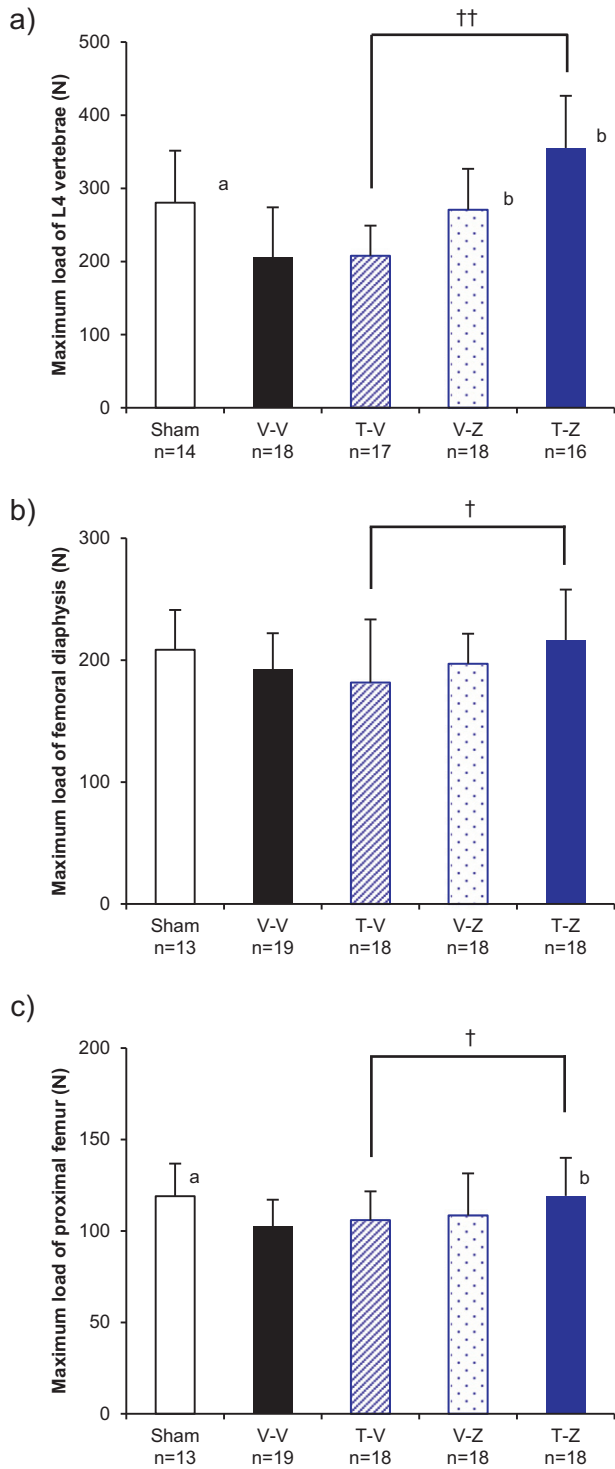 a)
††
Maximum load of L4 vertebrae (N)
500
400
300
200
100
0
a
b
b
Sham V-V T-V V-Z T-Z
n=14 n=18 n=17 n=18 n=16
b)
†
Maximum load of femoral diaphysis (N)
300
200
100
0
Sham V-V T-V V-Z T-Z
n=13 n=19 n=18 n=18 n=18
c)
†
Maximum load of proximal femur (N)
200
150
100
50
0
a
b
Sham V-V T-V V-Z T-Z
n=13 n=19 n=18 n=18 n=18